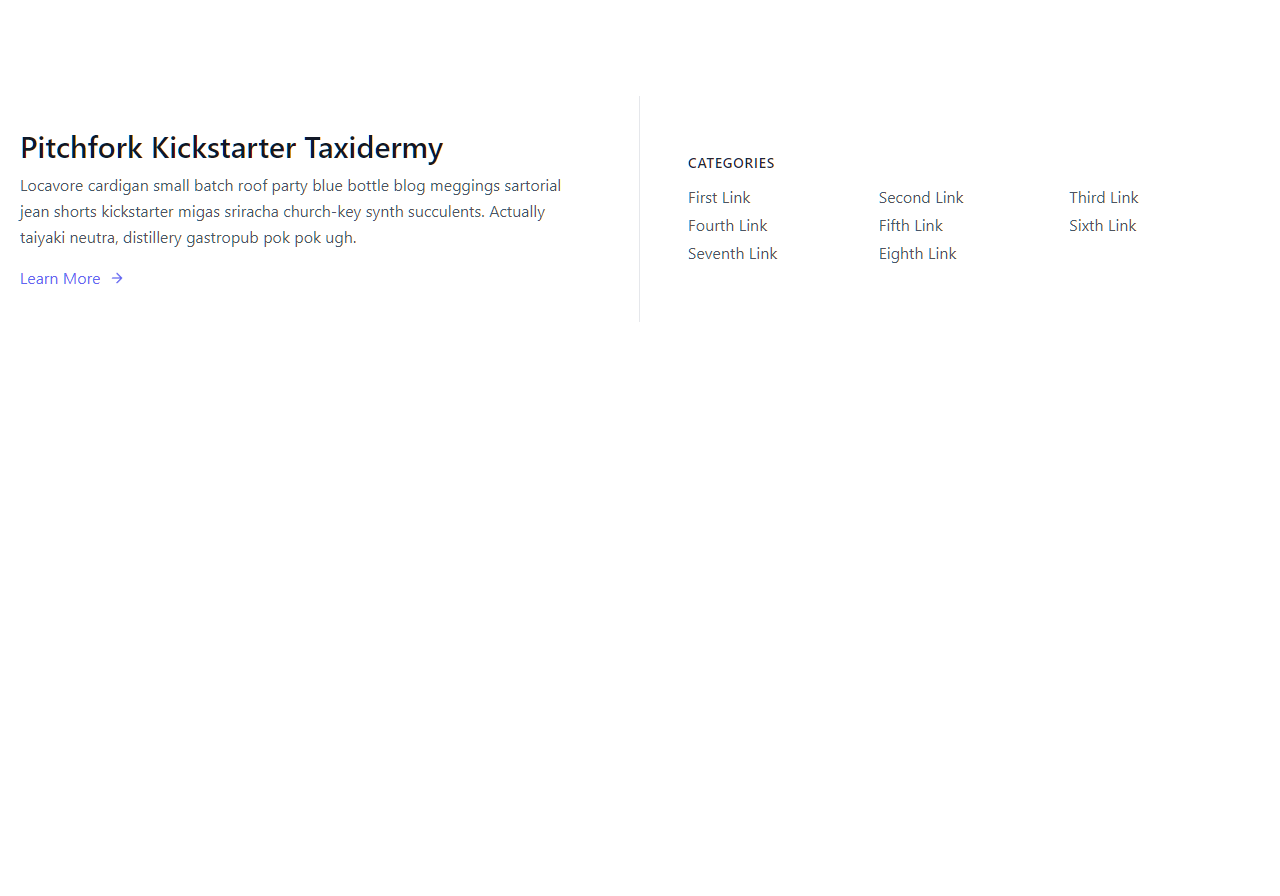 Pitchfork Kickstarter Taxidermy
Locavore cardigan small batch roof party blue bottle blog meggings sartorial
jean shorts kickstarter migas sriracha church-key synth succulents. Actually
taiyaki neutra, distillery gastropub pok pok ugh.
Learn More
CATEGORIES
First Link
Second Link
Third Link
Fourth Link
Fifth Link
Sixth Link
Seventh Link
Eighth Link